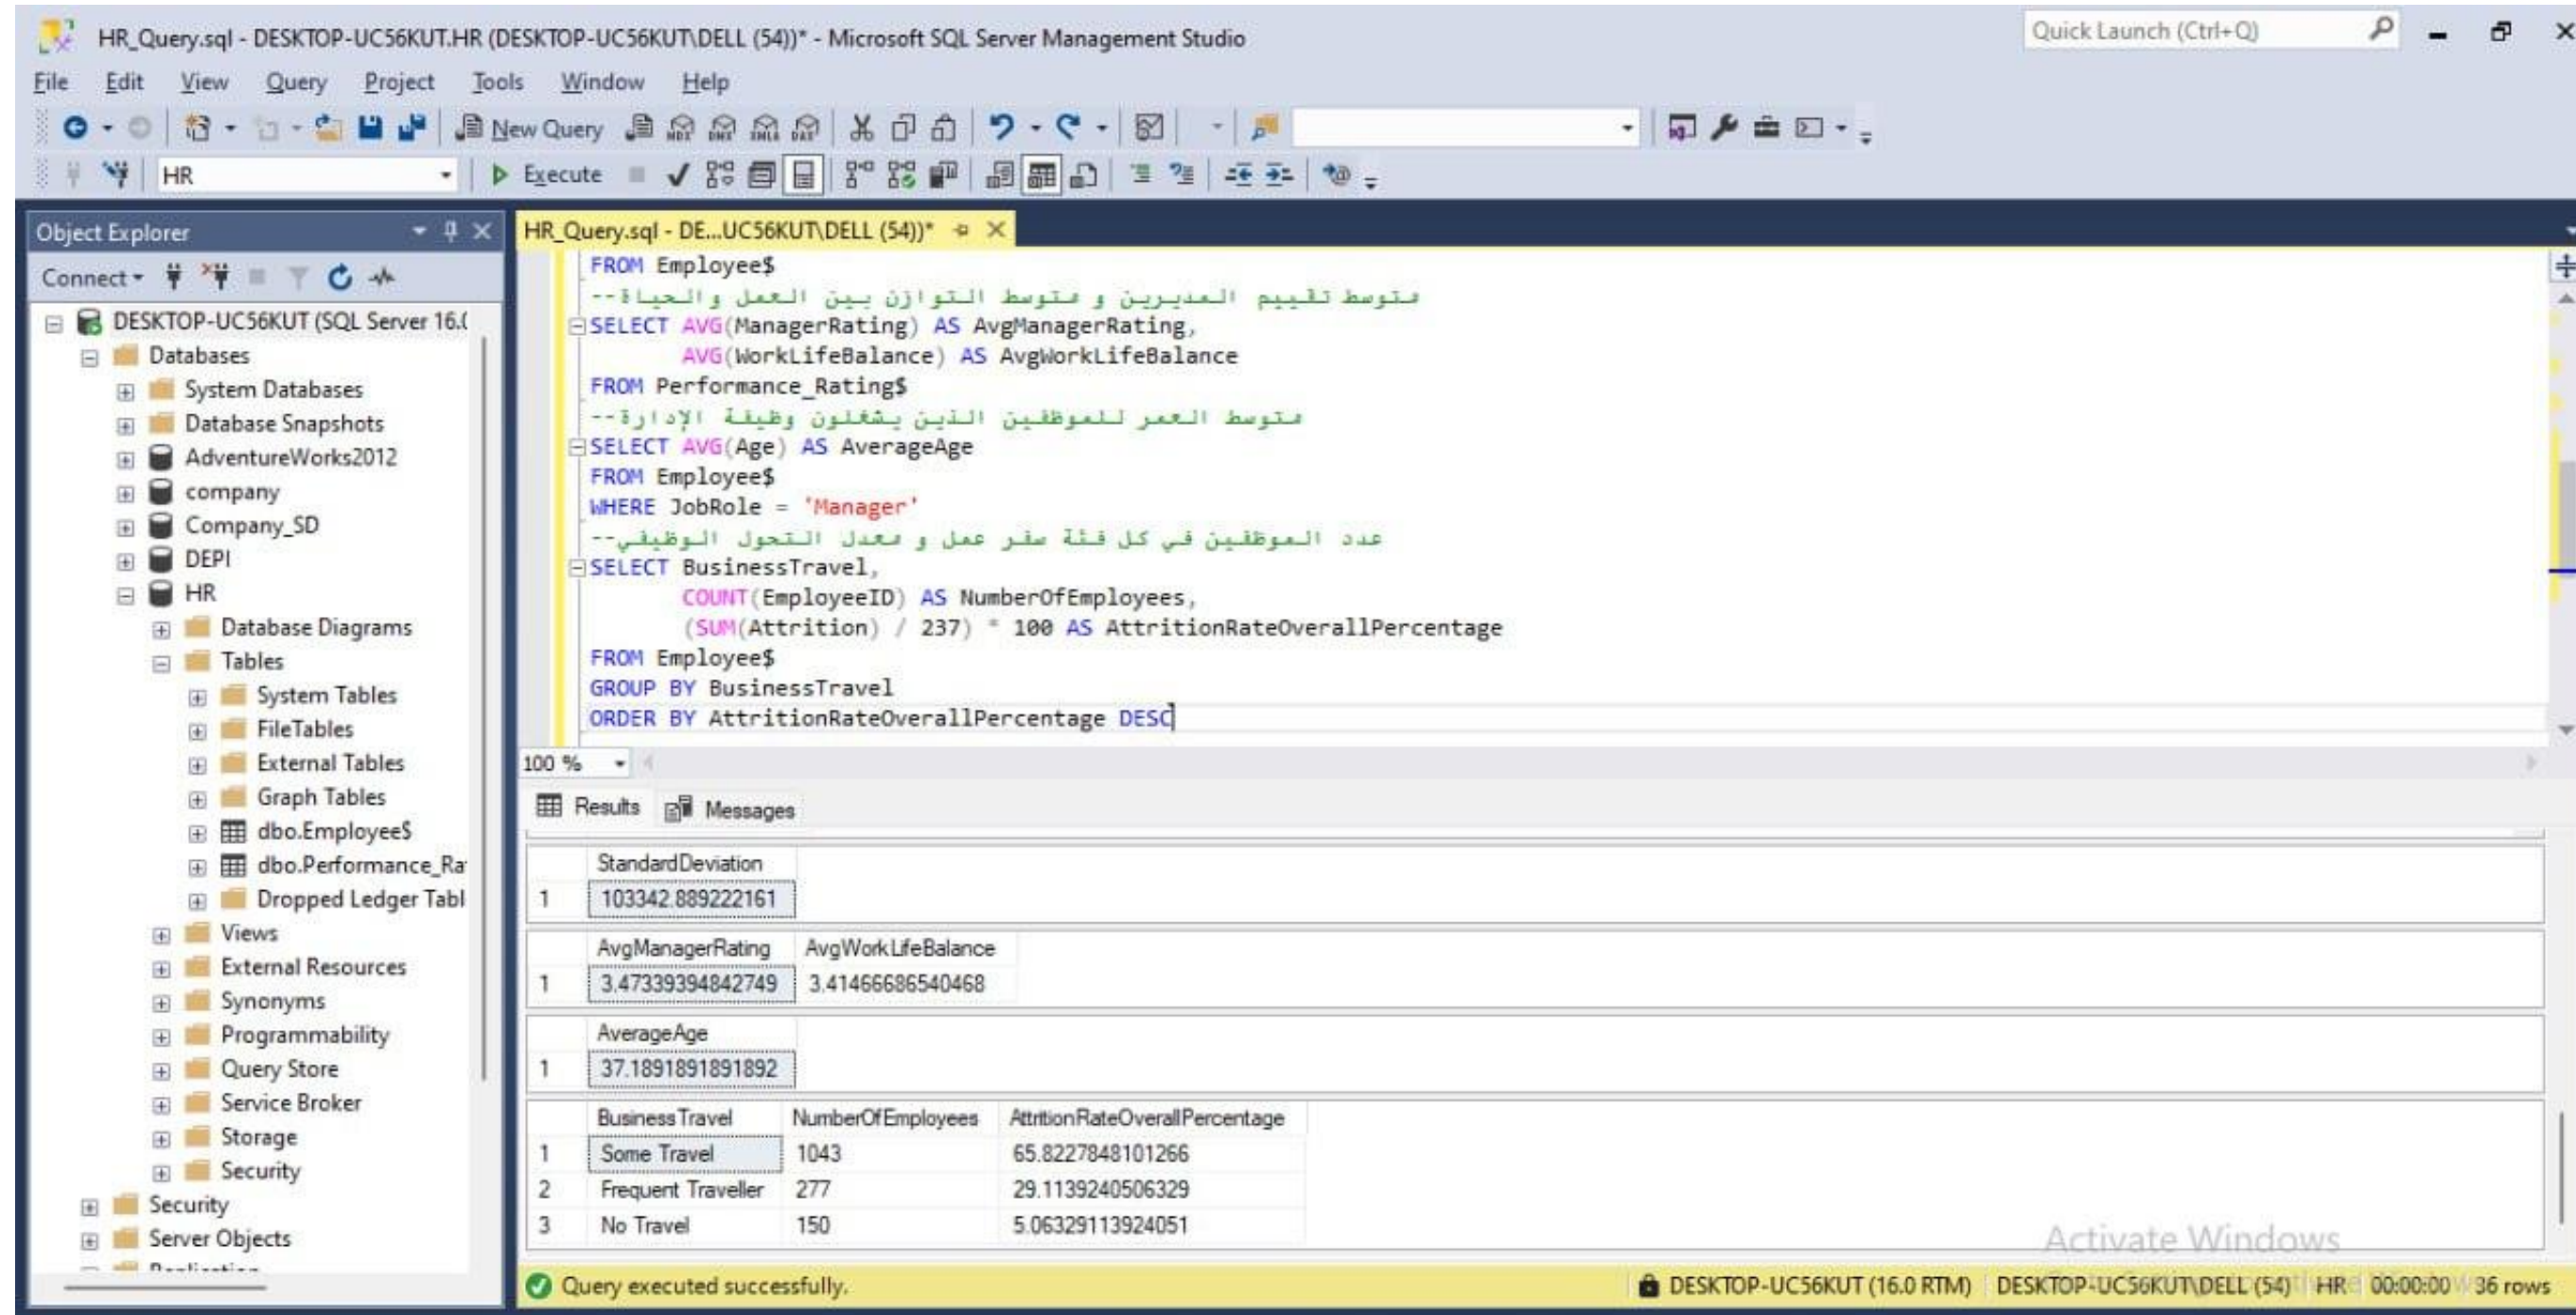 HR_Query.sql - DESKTOP-UC56KUT.HR (DESKTOP-UC56KUT\DELL (54))* - Microsoft SQL Server Management Studio
Quick Launch (Ctrl+Q)
File Edit View Query Project Tools Window Help
New Query
HR
Execute
Object Explorer
Connect
DESKTOP-UC56KUT (SQL Server 16.(
Databases
System Databases
Database Snapshots
AdventureWorks2012
company
Company_SD
DEPI
HR
Database Diagrams
Tables
System Tables
FileTables
External Tables
Graph Tables
dbo.Employee$
dbo.Performance_Ra
Dropped Ledger Tabl
Views
External Resources
Synonyms
Programmability
Query Store
Service Broker
Storage
Security
Security
Server Objects
Replication
HR_Query.sql - DE...UC56KUT\DELL (54))*
FROM Employee$
--متوسط تقييم المديرين و متوسط التوازن بين العمل والحياة
SELECT AVG(ManagerRating) AS AvgManagerRating,
AVG(WorkLifeBalance) AS AvgWorkLifeBalance
FROM Performance_Rating$
--متوسط العمر للموظفين الذين يشغلون وظيفة الإدارة
SELECT AVG(Age) AS AverageAge
FROM Employee$
WHERE JobRole = 'Manager'
--عدد الموظفين في كل فئة سفر عمل و معدل التحول الوظيفي
SELECT BusinessTravel,
COUNT(EmployeeID) AS NumberOfEmployees,
(SUM(Attrition) / 237) * 100 AS AttritionRateOverallPercentage
FROM Employee$
GROUP BY BusinessTravel
ORDER BY AttritionRateOverallPercentage DESC
100 %
Results Messages
StandardDeviation
1 103342.889222161
AvgManagerRating AvgWorkLifeBalance
1 3.47339394842749 3.41466686540468
AverageAge
1 37.1891891891892
BusinessTravel NumberOfEmployees AttritionRateOverallPercentage
1 Some Travel 1043 65.8227848101266
2 Frequent Traveller 277 29.1139240506329
3 No Travel 150 5.06329113924051
Activate Windows
Query executed successfully. DESKTOP-UC56KUT (16.0 RTM) DESKTOP-UC56KUT\DELL (54) HR 00:00:00 36 rows